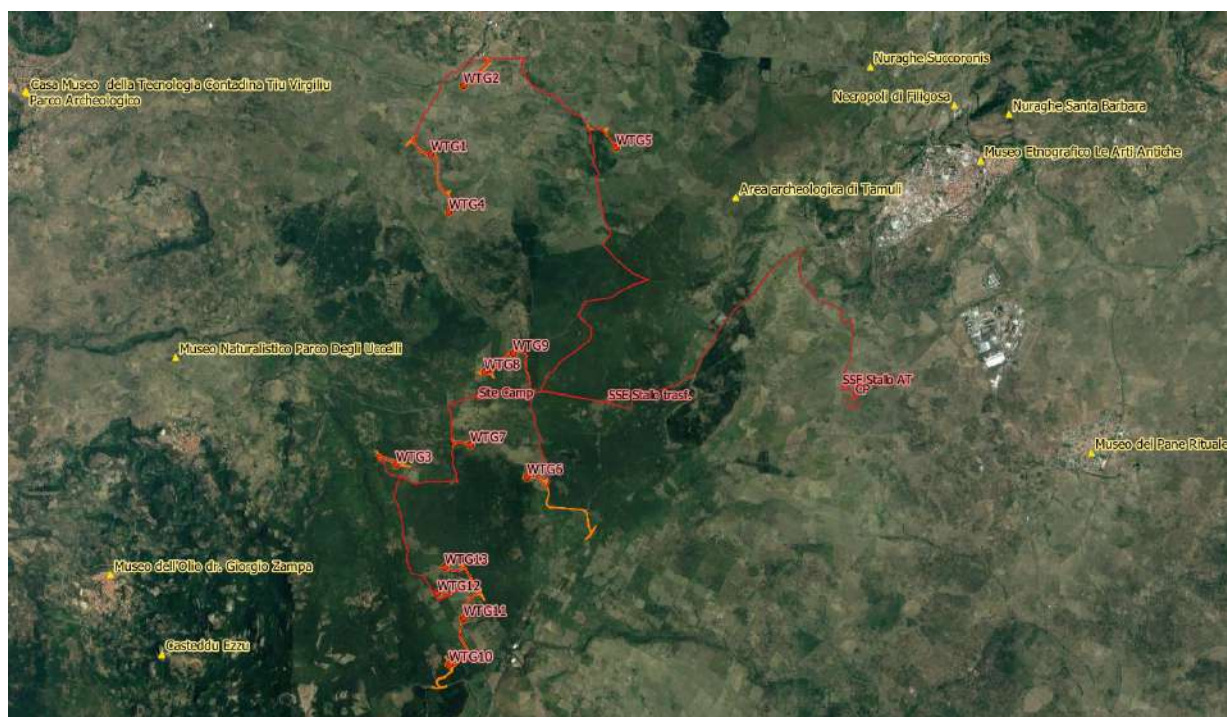 Nuraghe Succoronis
WTG2
Casa Museo della Tecnologia Contadina Tiu Virgiliu
Parco Archeologico
Necropoli di Filigosa
Nuraghe Santa Barbara
WTG5
WTG1
Museo Etnografico Le Arti Antiche
Area archeologica di Tamuli
WTG4
WTG9
Museo Naturalistico Parco Degli Uccelli
WTG8
SSE Stallo AT
CP
Site Camp
SSE Stallo trasf.
WTG7
Museo del Pane Rituale
WTG3
WTG6
WTG13
Museo dell'Olio dr. Giorgio Zampa
WTG12
WTG11
Casteddu Ezzu
WTG10